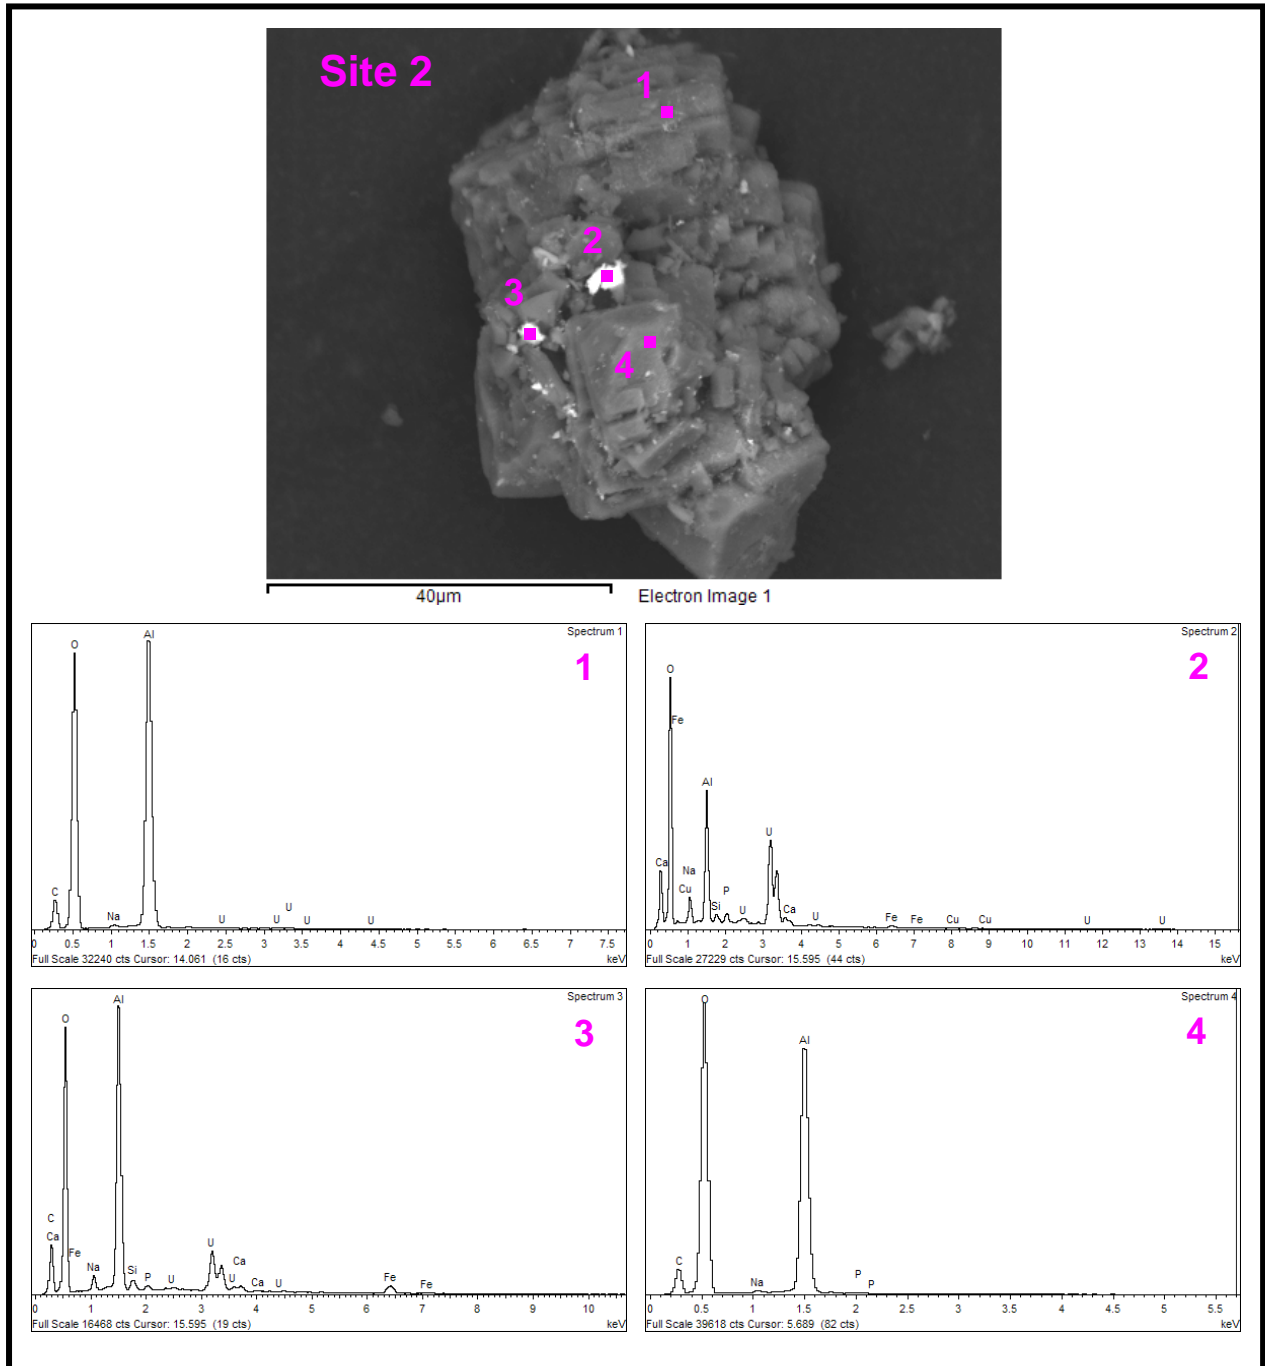 Site 2
1
2
3
4
40µm
Electron Image 1
Spectrum 1
1
Al
O
C
Na
U
U
U
U
U
0.5 1 1.5 2 2.5 3 3.5 4 4.5 5 5.5 6 6.5 7 7.5
Full Scale 32240 cts Cursor: 14.061 (16 cts)
keV
Spectrum 2
2
O
Fe
Al
U
Ca
Na
Cu
Si
P
U
Ca
U
Fe
Fe
Cu
Cu
U
U
0 1 2 3 4 5 6 7 8 9 10 11 12 13 14 15
Full Scale 27229 cts Cursor: 15.595 (44 cts)
keV
Spectrum 3
3
Al
O
C
Ca
Fe
Na
Si
P
U
U
U
Ca
Ca
U
Fe
Fe
0 1 2 3 4 5 6 7 8 9 10
Full Scale 16468 cts Cursor: 15.595 (19 cts)
keV
Spectrum 4
4
O
Al
C
Na
P
P
0 0.5 1 1.5 2 2.5 3 3.5 4 4.5 5 5.5
Full Scale 39618 cts Cursor: 5.689 (82 cts)
keV